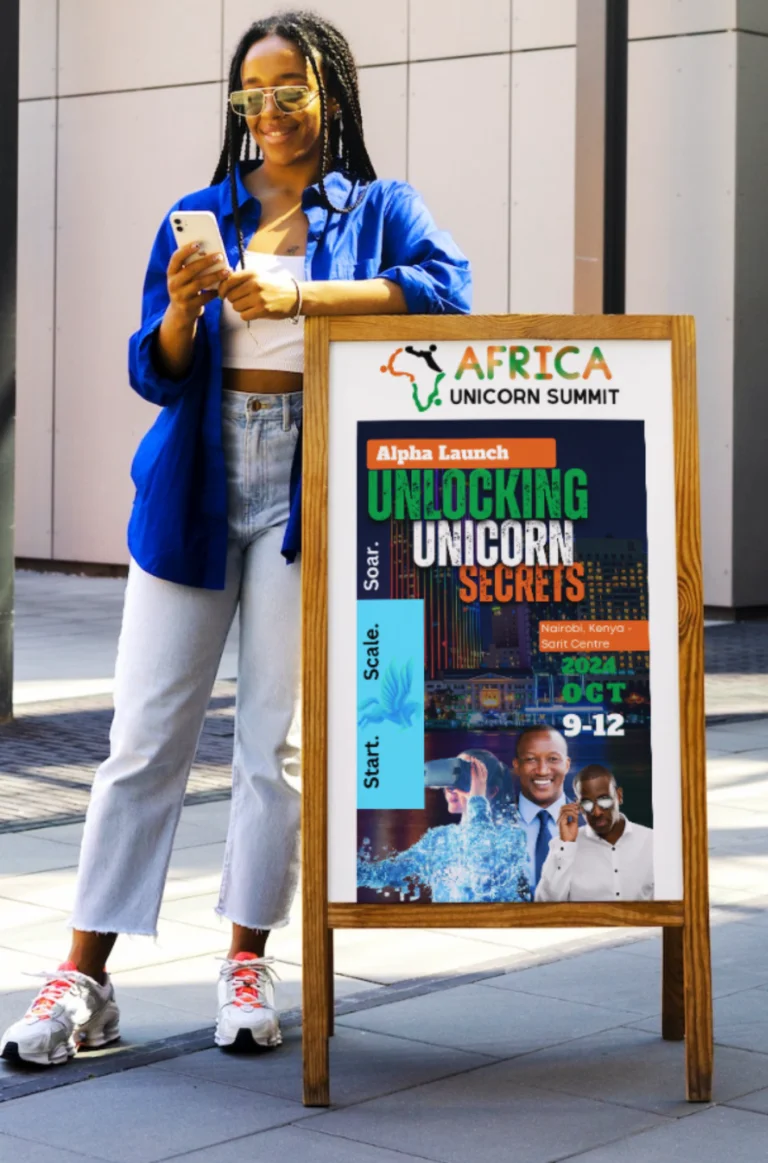 AFRICA
UNICORN SUMMIT
Alpha Launch
UNLOCKING
UNICORN
SECRETS
Nairobi, Kenya -
Sarit Centre
2024
OCT
9-12
Start. Scale. Soar.